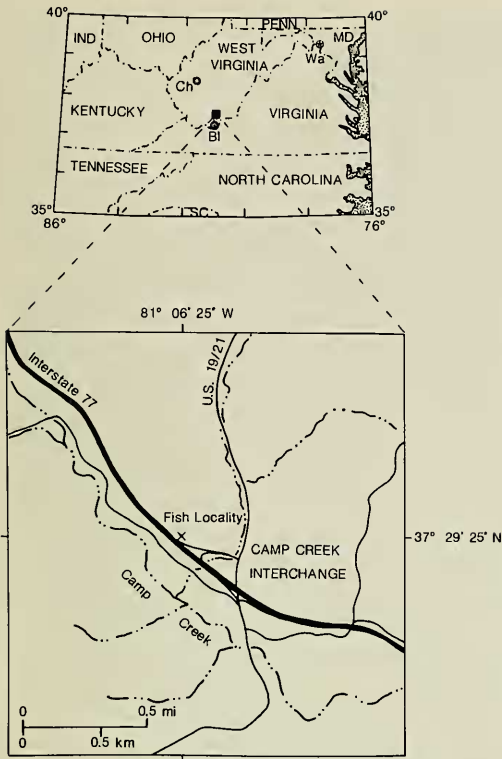 40°
PENN
40°
IND
OHIO
MD
WEST
VIRGINIA
Wa
Ch
KENTUCKY
VIRGINIA
Bl
TENNESSEE
NORTH CAROLINA
35°
SC
35°
86°
76°
81° 06' 25" W
Interstate 77
U.S. 19/21
Fish Locality
37° 29' 25" N
CAMP CREEK
INTERCHANGE
Camp
Creek
0 0.5 mi
0 0.5 km